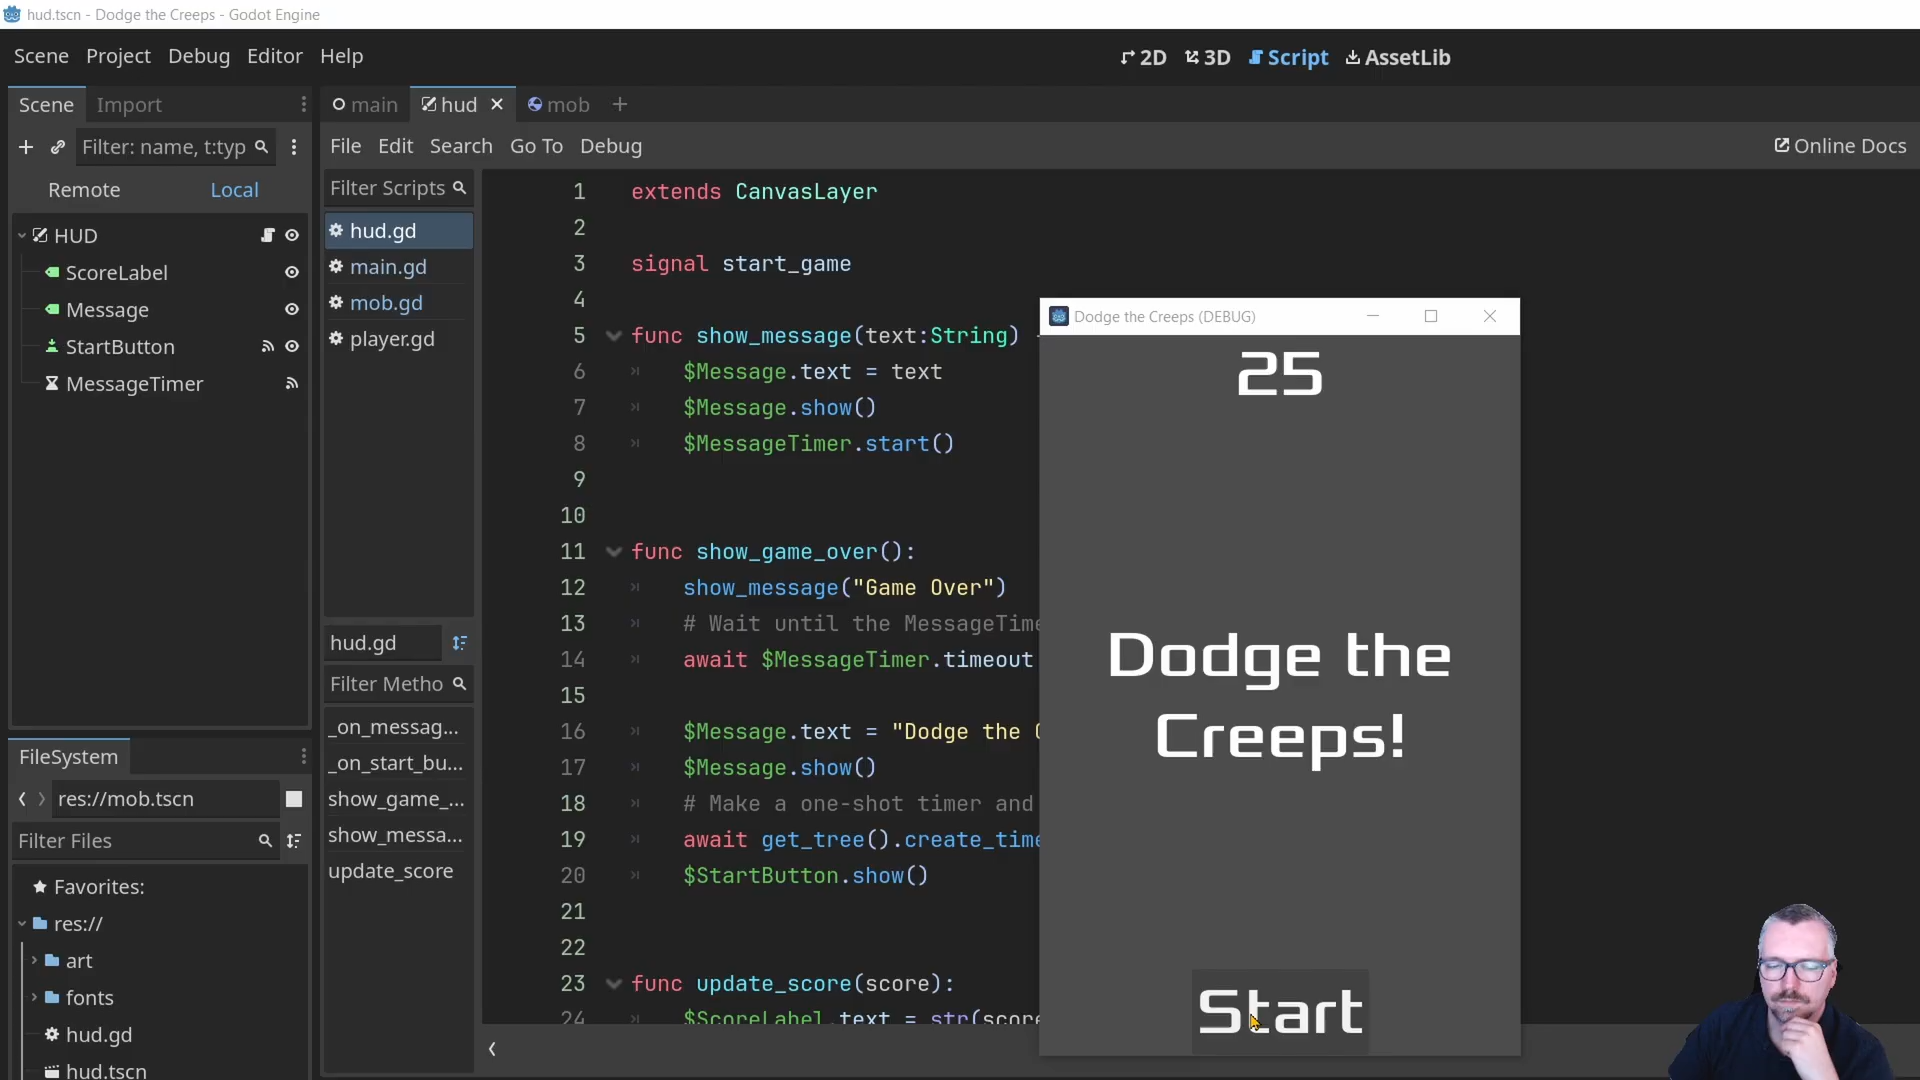 hud.tscn - Dodge the Creeps - Godot Engine
Scene Project Debug Editor Help
2D 3D Script AssetLib
Scene Import
main hud mob
Filter: name, t:typ
File Edit Search Go To Debug
Online Docs
Remote Local
HUD
ScoreLabel
Message
StartButton
MessageTimer
Filter Scripts
hud.gd
main.gd
mob.gd
player.gd
hud.gd
Filter Metho
_on_messag...
_on_start_bu...
show_game_...
show_messa...
update_score
FileSystem
res://mob.tscn
Filter Files
Favorites:
res://
art
fonts
hud.gd
hud.tscn
1 extends CanvasLayer
2
3 signal start_game
4
5 func show_message(text:String)
6 $Message.text = text
7 $Message.show()
8 $MessageTimer.start()
9
10
11 func show_game_over():
12 show_message("Game Over")
13 # Wait until the MessageTime
14 await $MessageTimer.timeout
15
16 $Message.text = "Dodge the
17 $Message.show()
18 # Make a one-shot timer and
19 await get_tree().create_time
20 $StartButton.show()
21
22
23 func update_score(score):
24 $ScoreLabel.text = str(score
Dodge the Creeps (DEBUG)
25
Dodge the
Creeps!
Start